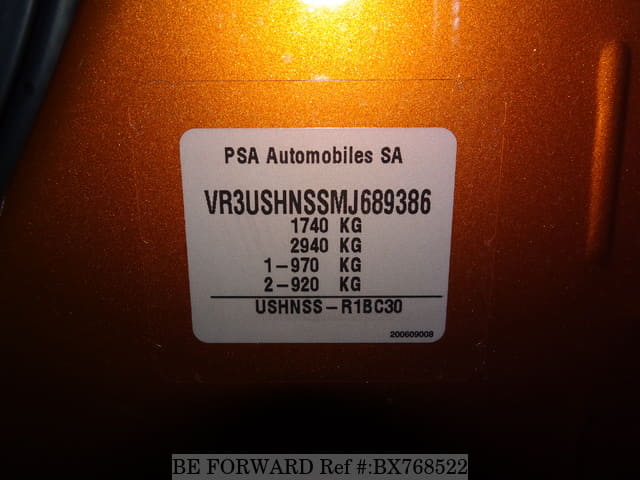 PSA Automobiles SA
VR3USHNSSMJ689386
1740 KG
2940 KG
1-970 KG
2-920 KG
USHNSS-R1BC30
200609008
BE FORWARD Ref #:BX768522